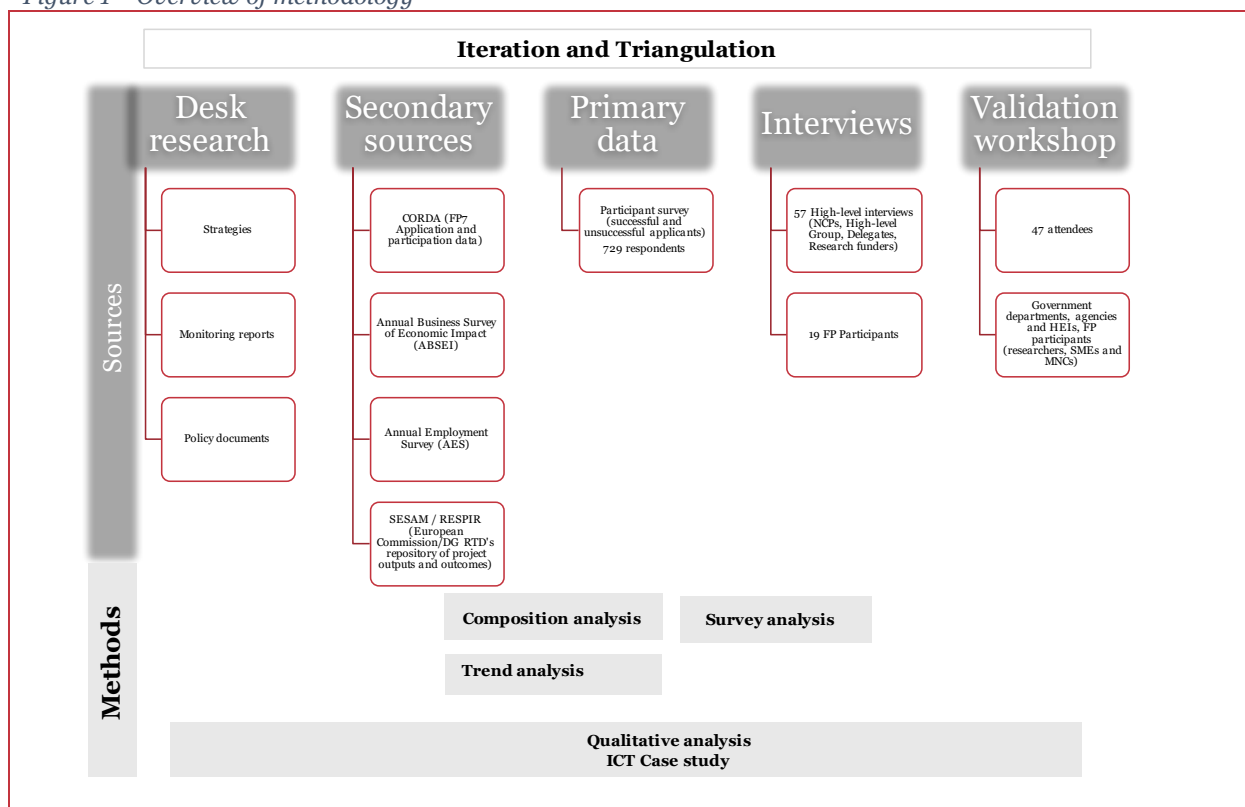 Figure 1 - Overview of methodology
Iteration and Triangulation
Desk
research
Secondary
sources
Primary
data
Interviews
Validation
workshop
Sources
Strategies
Monitoring reports
Policy documents
CORDA (FP7
Application and
participation data)
Annual Business Survey
of Economic Impact
(ABSEI)
Annual Employment
Survey (AES)
SESAM / RESPIR
(European
Commission/DG RTD's
repository of project
outputs and outcomes)
Participant survey
(successful and
unsuccessful applicants)
729 respondents
57 High-level interviews
(NCPs, High-level
Group, Delegates,
Research funders)
19 FP Participants
47 attendees
Government
departments, agencies
and HEIs, FP
participants
(researchers, SMEs and
MNCs)
Methods
Composition analysis
Survey analysis
Trend analysis
Qualitative analysis
ICT Case study